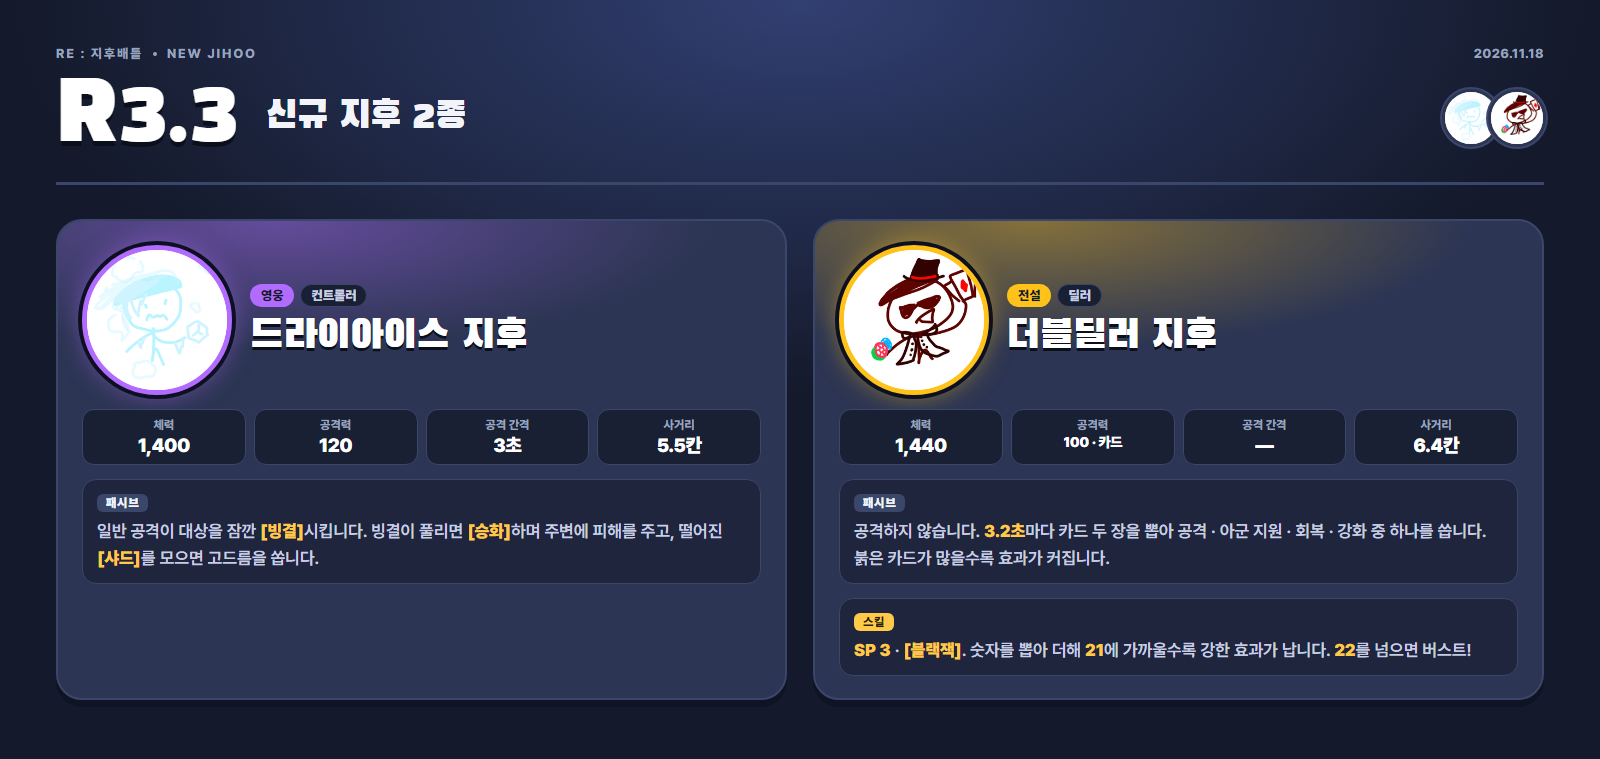 RE : 지후배틀 • NEW JIHOO
2026.11.18
R3.3 신규 지후 2종
영웅 컨트롤러
드라이아이스 지후
체력 공격력 공격 간격 사거리
1,400 120 3초 5.5칸
패시브
일반 공격이 대상을 잠깐 [빙결]시킵니다. 빙결이 풀리면 [승화]하며 주변에 피해를 주고, 떨어진
[샤드]를 모으면 고드름을 쏩니다.
전설 딜러
더블딜러 지후
체력 공격력 공격 간격 사거리
1,440 100 · 카드 — 6.4칸
패시브
공격하지 않습니다. 3.2초마다 카드 두 장을 뽑아 공격 · 아군 지원 · 회복 · 강화 중 하나를 씁니다.
붉은 카드가 많을수록 효과가 커집니다.
스킬
SP 3 · [블랙잭]. 숫자를 뽑아 더해 21에 가까울수록 강한 효과가 납니다. 22를 넘으면 버스트!